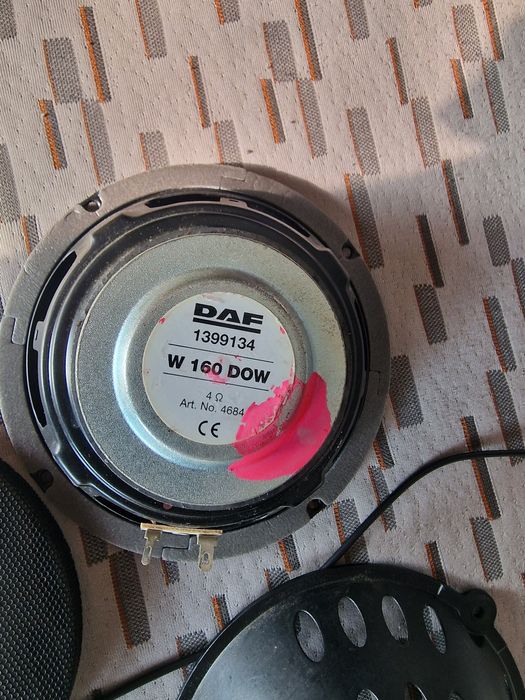 DAF
1399134
W 160 DOW
4 Ω
Art. No. 4684
CE